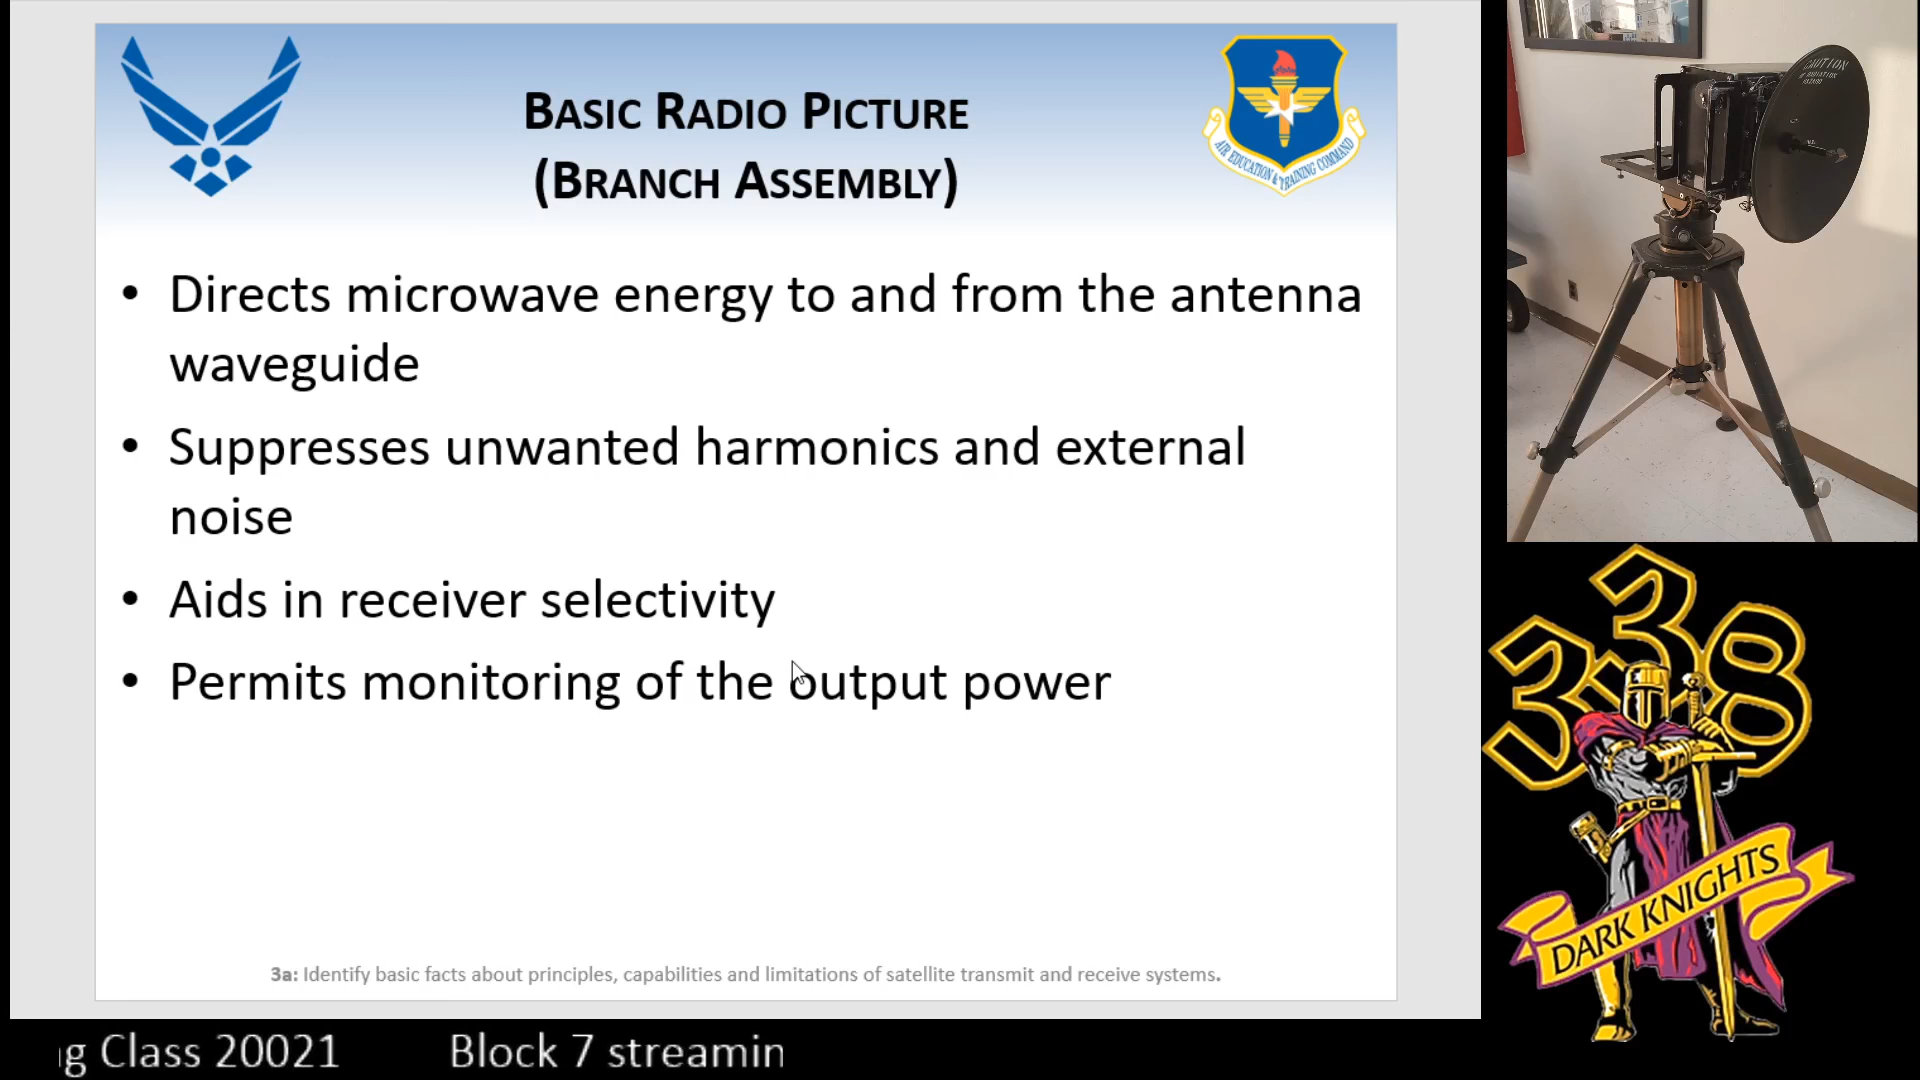 BASIC RADIO PICTURE
(BRANCH ASSEMBLY)
AIR EDUCATION & TRAINING COMMAND
• Directs microwave energy to and from the antenna
waveguide
• Suppresses unwanted harmonics and external
noise
• Aids in receiver selectivity
• Permits monitoring of the output power
3a: Identify basic facts about principles, capabilities and limitations of satellite transmit and receive systems.
CAUTION
RADIATION
HAZARD
338
DARK KNIGHTS
g Class 20021 Block 7 streamin